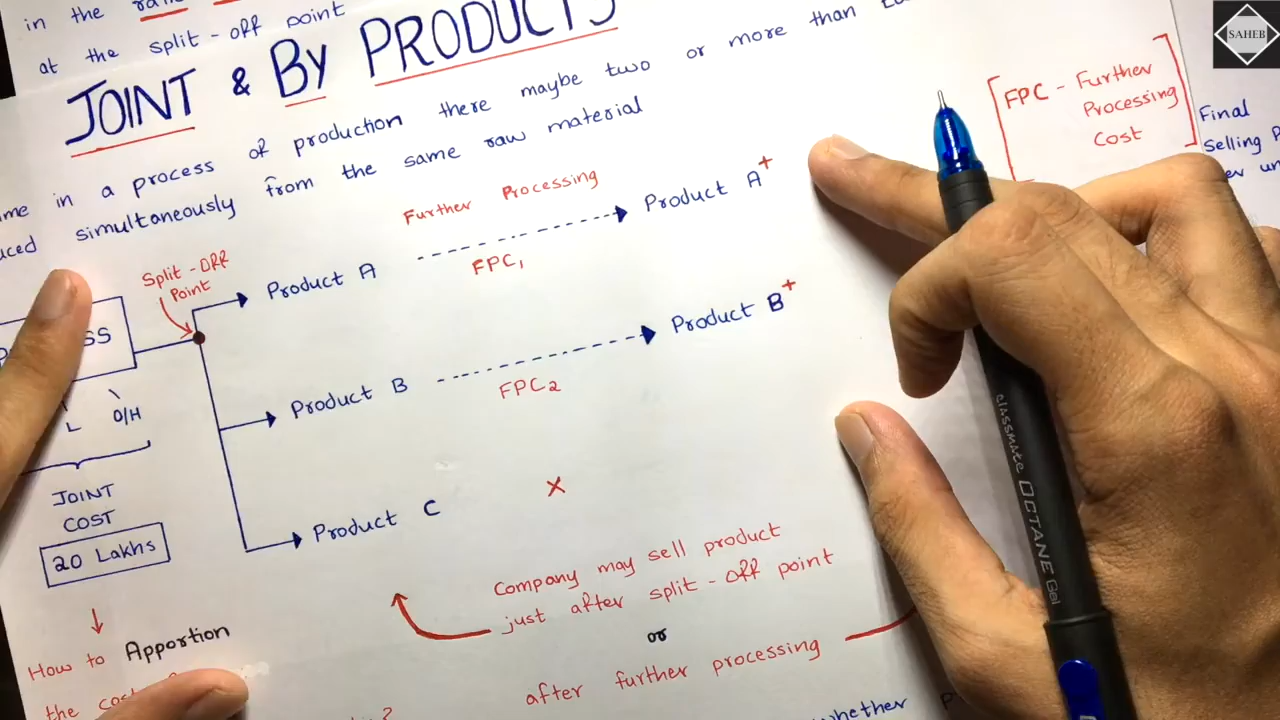 in the
at the split-off point
JOINT & BY PRODUCTS
in a process of production there maybe two or more than
simultaneously from the same raw material
FPC - Further
Processing
Cost
Final
Selling
SAHEB
Split-Off
Point
Product A
Further Processing
FPC1
Product A+
Product B
FPC2
Product B+
Product C
X
L O/H
JOINT
COST
20 Lakhs
How to Apportion
the
Company may sell product
just after split-off point
or
after further processing
whether
classmate OCTANE Gel